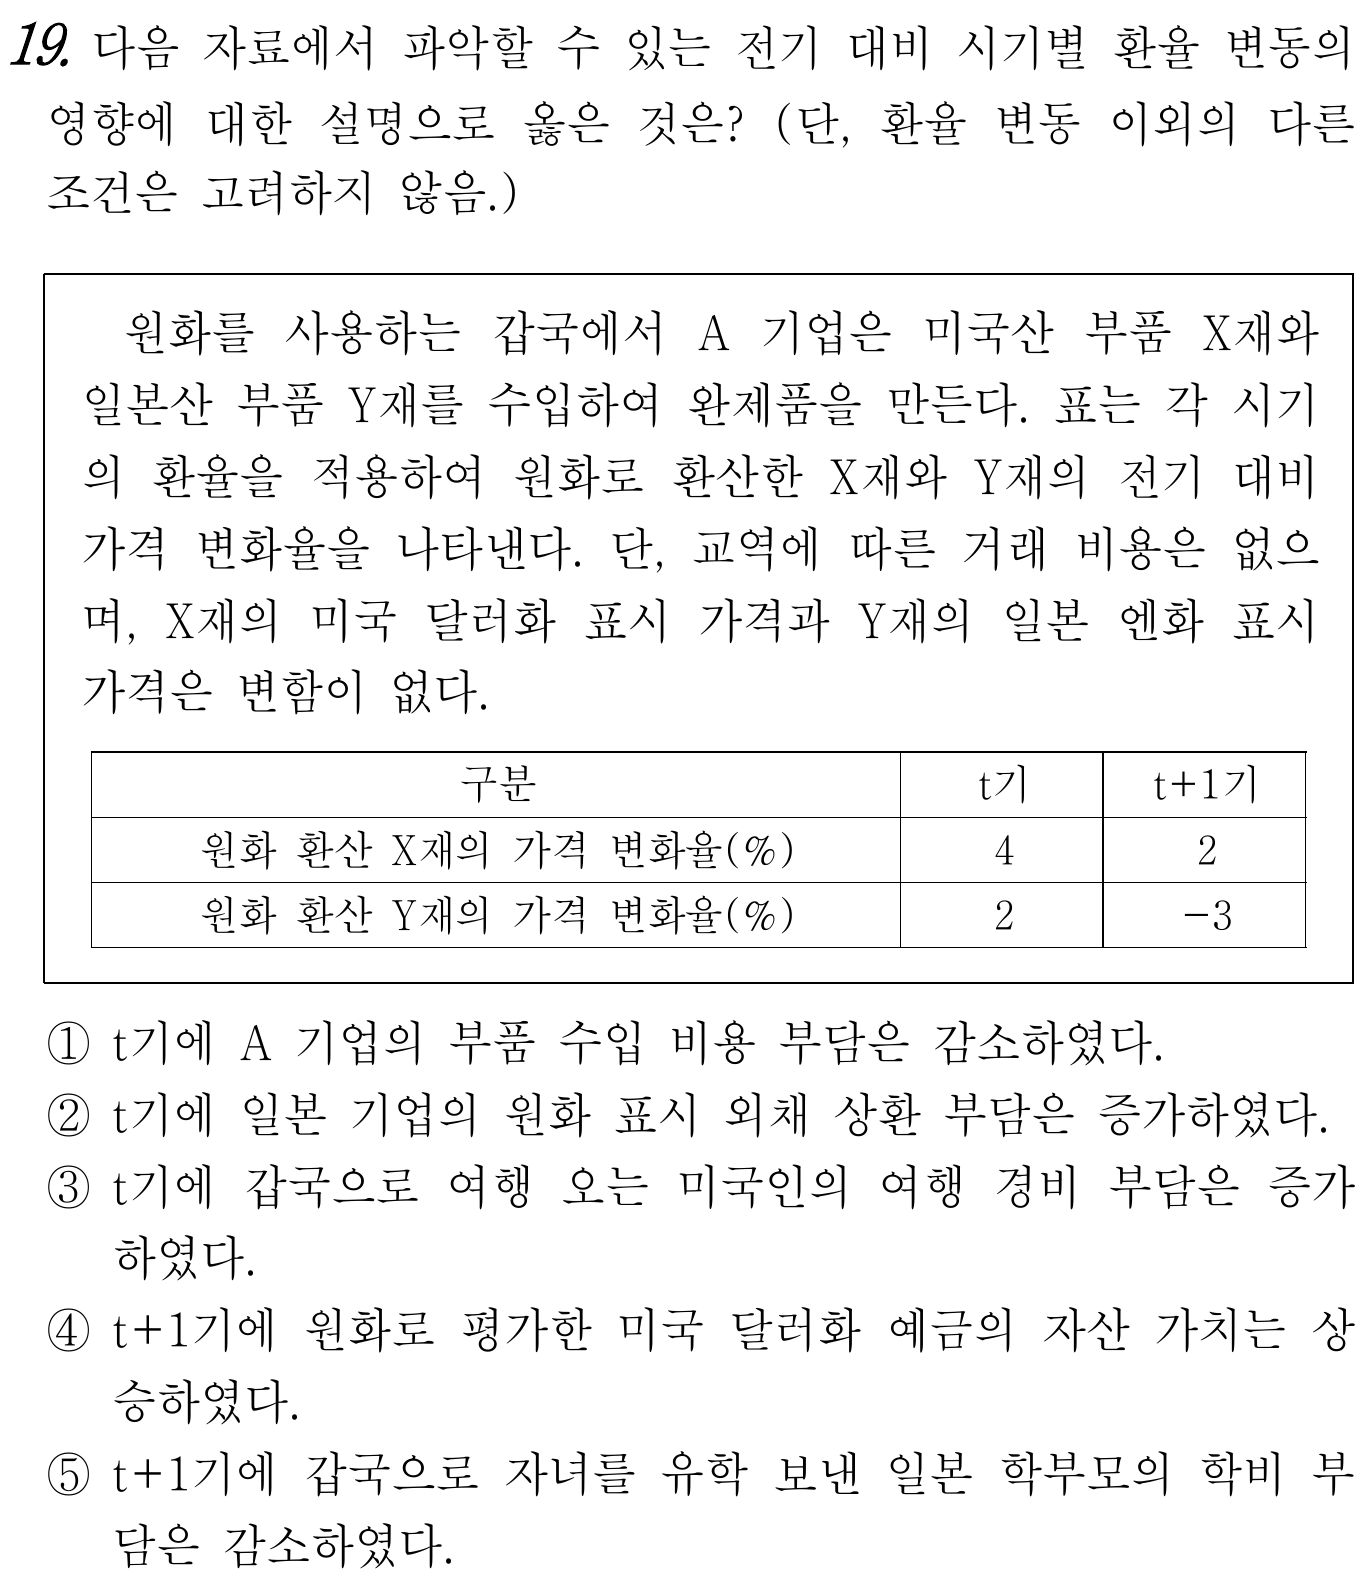 19. 다음 자료에서 파악할 수 있는 전기 대비 시기별 환율 변동의
영향에 대한 설명으로 옳은 것은? (단, 환율 변동 이외의 다른
조건은 고려하지 않음.)
원화를 사용하는 갑국에서 A 기업은 미국산 부품 X재와
일본산 부품 Y재를 수입하여 완제품을 만든다. 표는 각 시기
의 환율을 적용하여 원화로 환산한 X재와 Y재의 전기 대비
가격 변화율을 나타낸다. 단, 교역에 따른 거래 비용은 없으
며, X재의 미국 달러화 표시 가격과 Y재의 일본 엔화 표시
가격은 변함이 없다.
구분 t기 t+1기
원화 환산 X재의 가격 변화율(%) 4 2
원화 환산 Y재의 가격 변화율(%) 2 -3
① t기에 A 기업의 부품 수입 비용 부담은 감소하였다.
② t기에 일본 기업의 원화 표시 외채 상환 부담은 증가하였다.
③ t기에 갑국으로 여행 오는 미국인의 여행 경비 부담은 증가
하였다.
④ t+1기에 원화로 평가한 미국 달러화 예금의 자산 가치는 상
승하였다.
⑤ t+1기에 갑국으로 자녀를 유학 보낸 일본 학부모의 학비 부
담은 감소하였다.